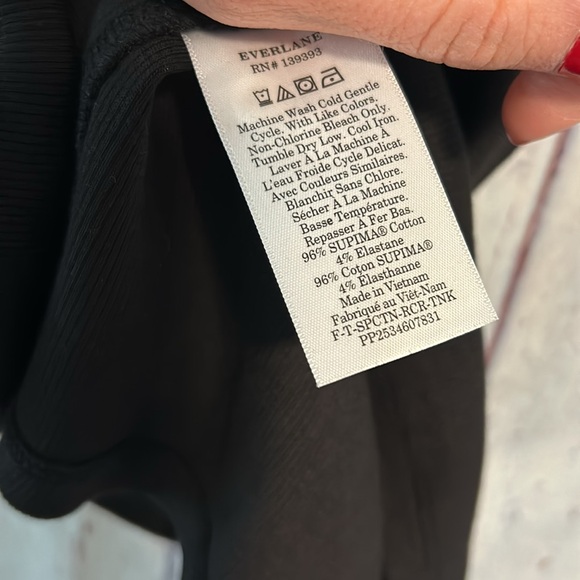 EVERLANE
RN# 139393
Machine Wash Cold Gentle
Cycle, With Like Colors.
Non-Chlorine Bleach Only.
Tumble Dry Low. Cool Iron.
Laver À La Machine À
L'eau Froide Cycle Delicat.
Avec Couleurs Similaires.
Blanchir Sans Chlore.
Sécher À La Machine
Basse Température.
Repasser À Fer Bas.
96% SUPIMA® Cotton
4% Elastane
96% Coton SUPIMA®
4% Élasthanne
Made in Vietnam
Fabriqué au Viêt-Nam
F-T-SPCTN-RCR-TNK
PP2534607831